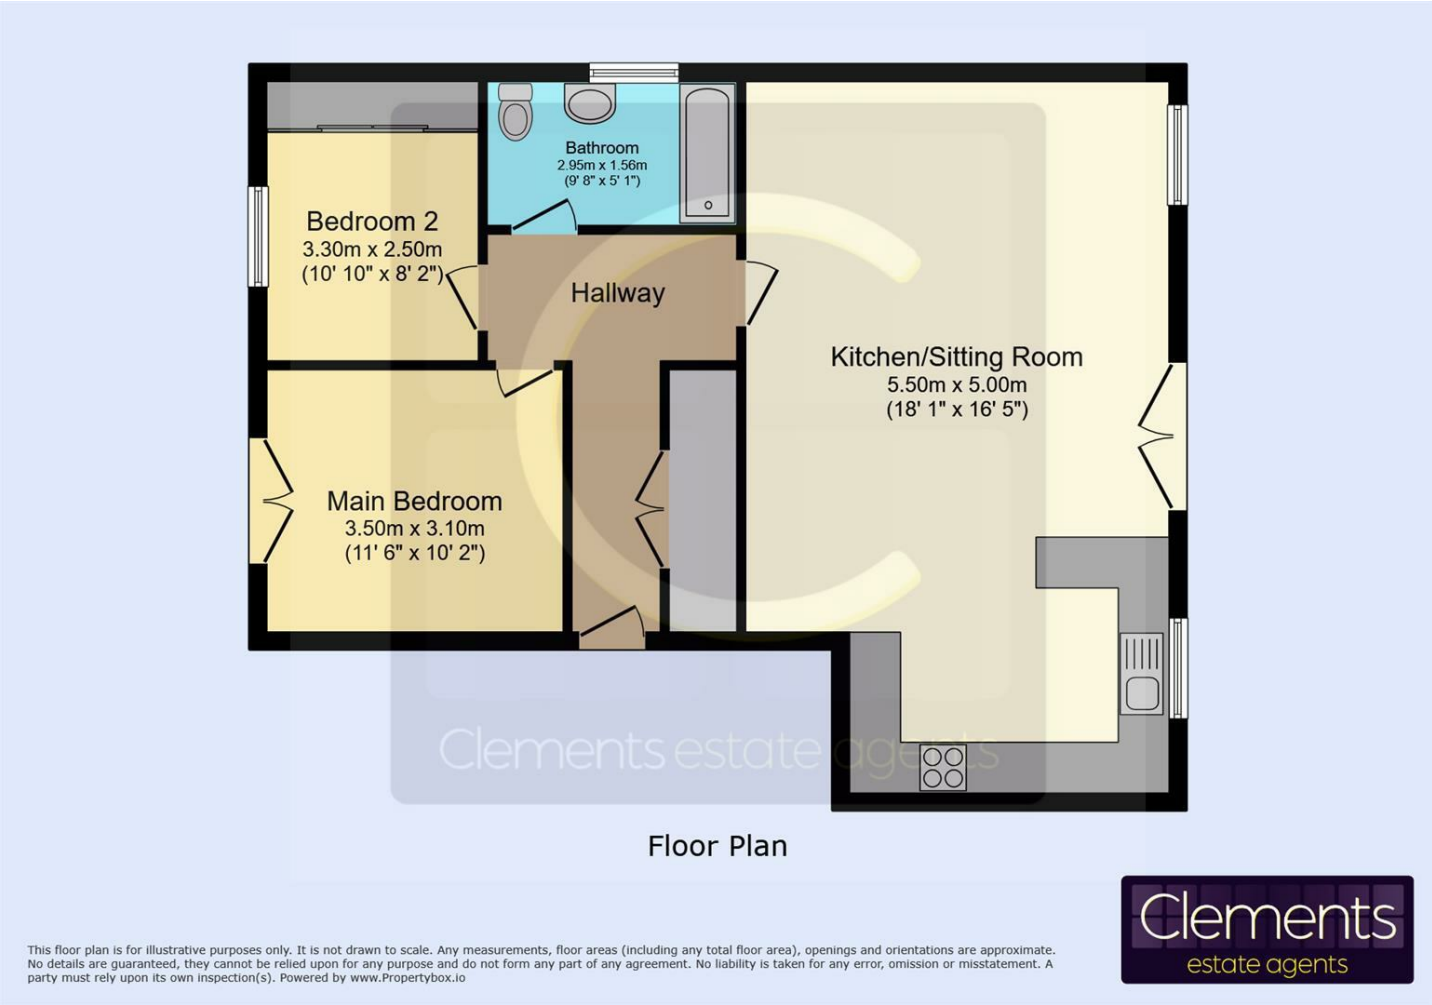 Bathroom
2.95m x 1.56m
(9' 8" x 5' 1")
Bedroom 2
3.30m x 2.50m
(10' 10" x 8' 2")
Hallway
Kitchen/Sitting Room
5.50m x 5.00m
(18' 1" x 16' 5")
Main Bedroom
3.50m x 3.10m
(11' 6" x 10' 2")
Clements estate agents
Floor Plan
Clements
estate agents
This floor plan is for illustrative purposes only. It is not drawn to scale. Any measurements, floor areas (including any total floor area), openings and orientations are approximate.
No details are guaranteed, they cannot be relied upon for any purpose and do not form any part of any agreement. No liability is taken for any error, omission or misstatement. A
party must rely upon its own inspection(s). Powered by www.Propertybox.io